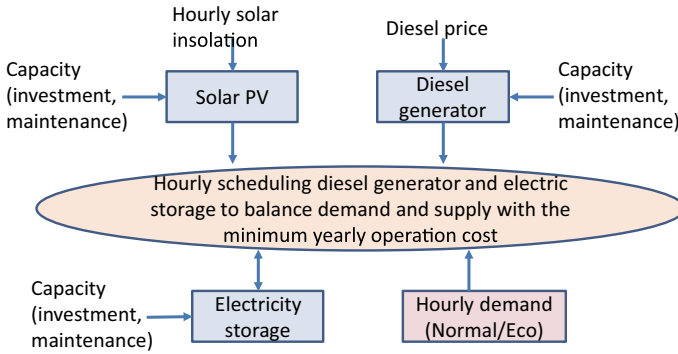 Hourly solar
insolation
Diesel price
Capacity
(investment,
maintenance)
Solar PV
Diesel
generator
Capacity
(investment,
maintenance)
Hourly scheduling diesel generator and electric
storage to balance demand and supply with the
minimum yearly operation cost
Capacity
(investment,
maintenance)
Electricity
storage
Hourly demand
(Normal/Eco)